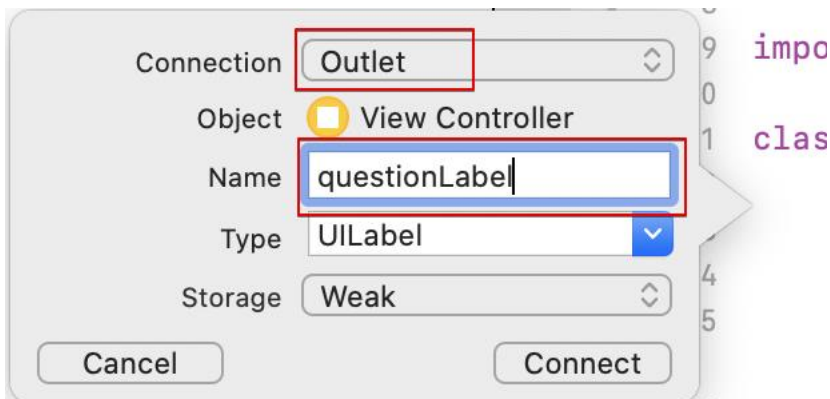 Connection Outlet
9 impo
0
Object View Controller
1 clas
Name questionLabel
Type UILabel
4
Storage Weak
5
Cancel Connect